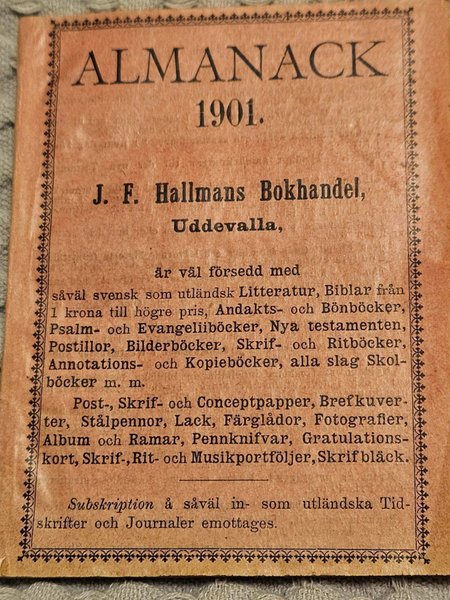 ALMANACK
1901.
J. F. Hallmans Bokhandel,
Uddevalla,
är väl försedd med
såväl svensk som utländsk Litteratur, Biblar från
1 krona till högre pris, Andakts- och Bönböcker,
Psalm- och Evangeliiböcker, Nya testamenten,
Postillor, Bilderböcker, Skrif- och Ritböcker,
Annotations- och Kopieböcker, alla slag Skol-
böcker m. m.
Post-, Skrif- och Conceptpapper, Brefkuver-
ter, Stålpennor, Lack, Färglådor, Fotografier,
Album och Ramar, Pennknifvar, Gratulations-
kort, Skrif-, Rit- och Musikportföljer, Skrifbläck.
Subskription å såväl in- som utländska Tid-
skrifter och Journaler emottages.